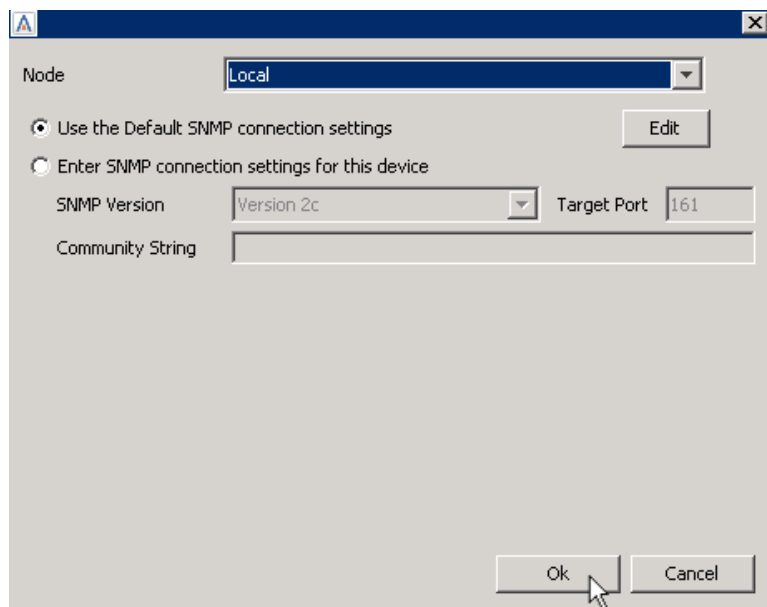 Node Local
Use the Default SNMP connection settings Edit
Enter SNMP connection settings for this device
SNMP Version Version 2c Target Port 161
Community String
Ok Cancel